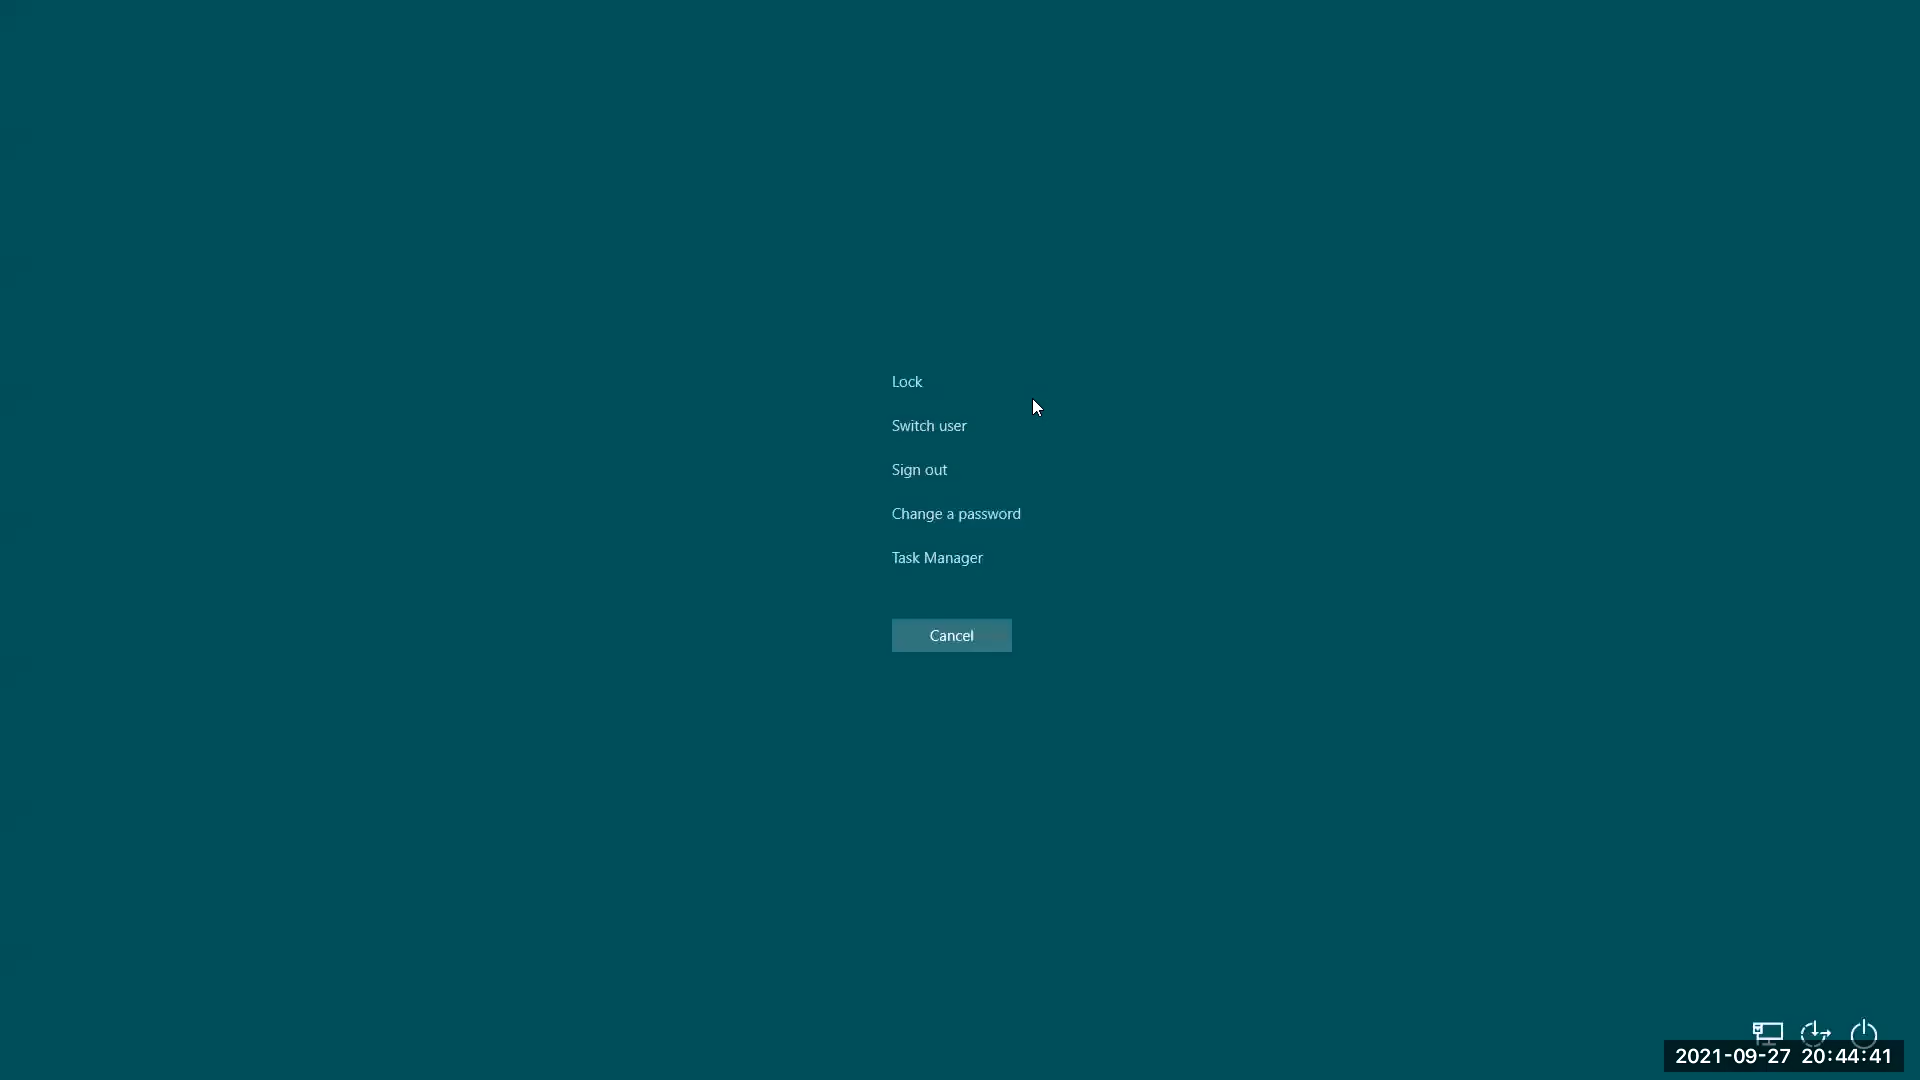 Lock
Switch user
Sign out
Change a password
Task Manager
Cancel
2021-09-27 20:44:41